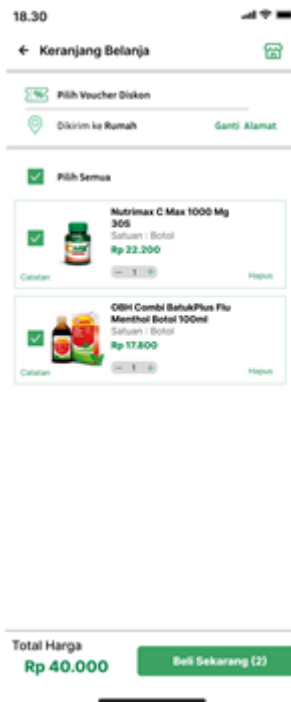 18.30
Keranjang Belanja
Pilih Voucher Diskon
Dikirim ke Rumah
Ganti Alamat
Pilih Semua
Nutrimax C Max 1000 Mg
30S
Satuan : Botol
Rp 22.200
- 1 +
Catatan
Hapus
OBH Combi BatukPlus Flu
Menthol Botol 100ml
Satuan : Botol
Rp 17.800
- 1 +
Catatan
Hapus
Total Harga
Rp 40.000
Beli Sekarang (2)